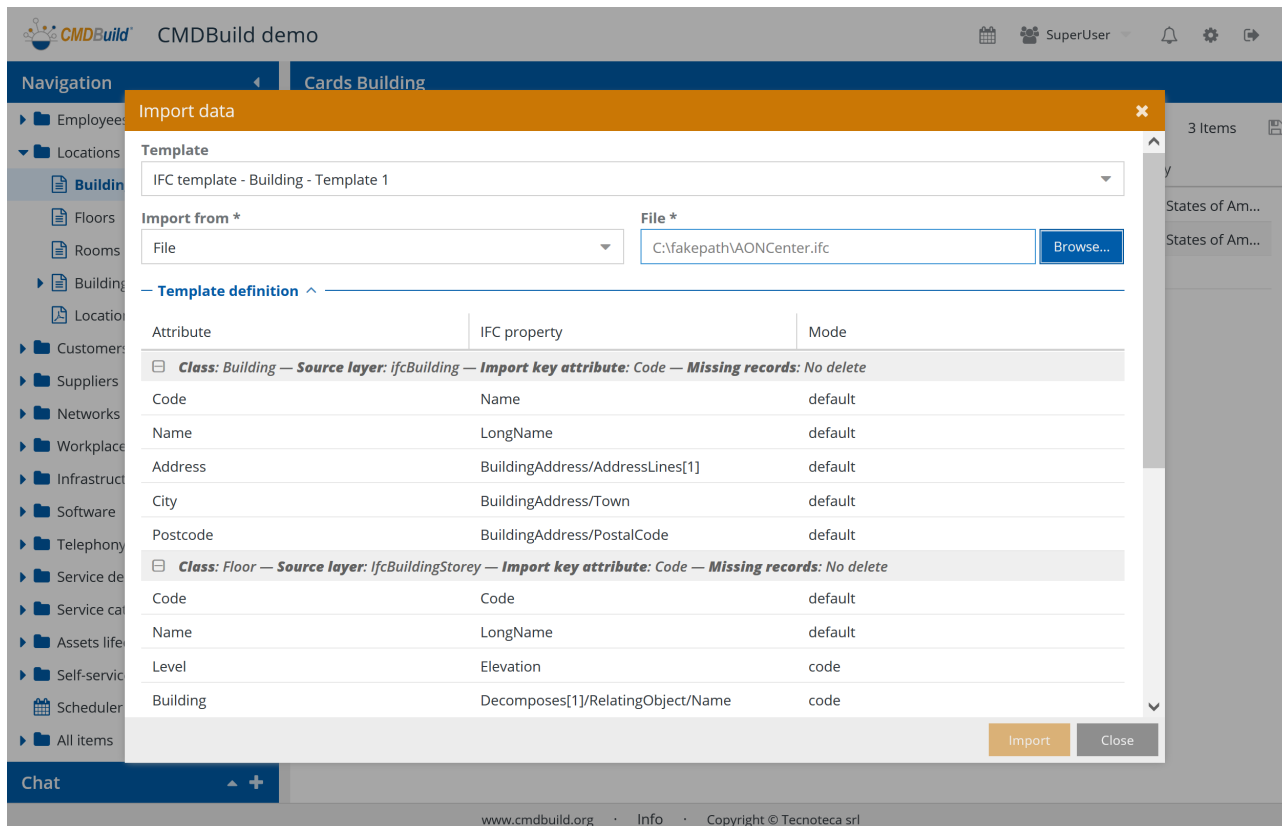 CMDBuild CMDBuild demo SuperUser
Navigation Cards Building
Import data
Employees
3 Items
Locations Template
y
Buildin IFC template - Building - Template 1
States of Am...
Floors Import from * File *
States of Am...
Rooms File C:\fakepath\AONCenter.ifc Browse...
Building Template definition
Locatio
Attribute IFC property Mode
Customers
Class: Building — Source layer: ifcBuilding — Import key attribute: Code — Missing records: No delete
Suppliers
Code Name default
Networks
Name LongName default
Workplace
Address BuildingAddress/AddressLines[1] default
Infrastruct
City BuildingAddress/Town default
Software
Postcode BuildingAddress/PostalCode default
Telephony
Class: Floor — Source layer: IfcBuildingStorey — Import key attribute: Code — Missing records: No delete
Service de
Code Code default
Service cat
Name LongName default
Assets life
Level Elevation code
Self-servic
Building Decomposes[1]/RelatingObject/Name code
Scheduler
All items Import Close
Chat
www.cmdbuild.org · Info · Copyright © Tecnoteca srl